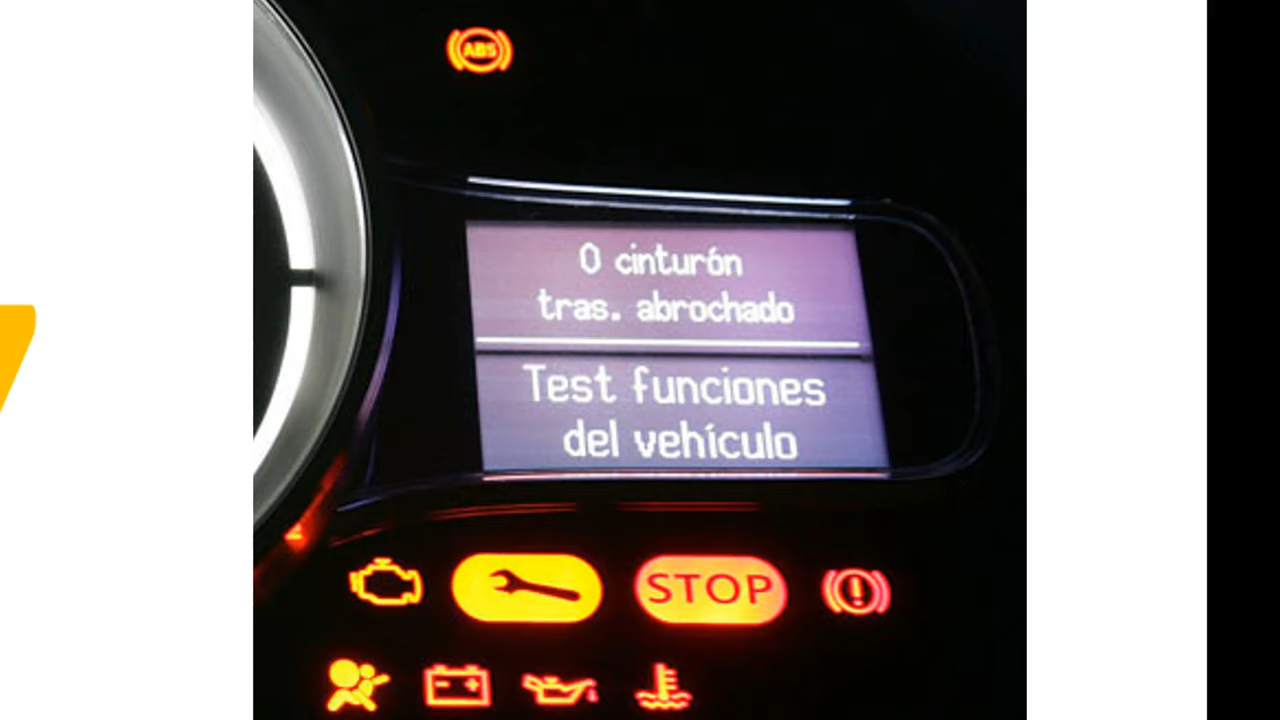 ABS
0 cinturón
tras. abrochado
Test funciones
del vehículo
STOP